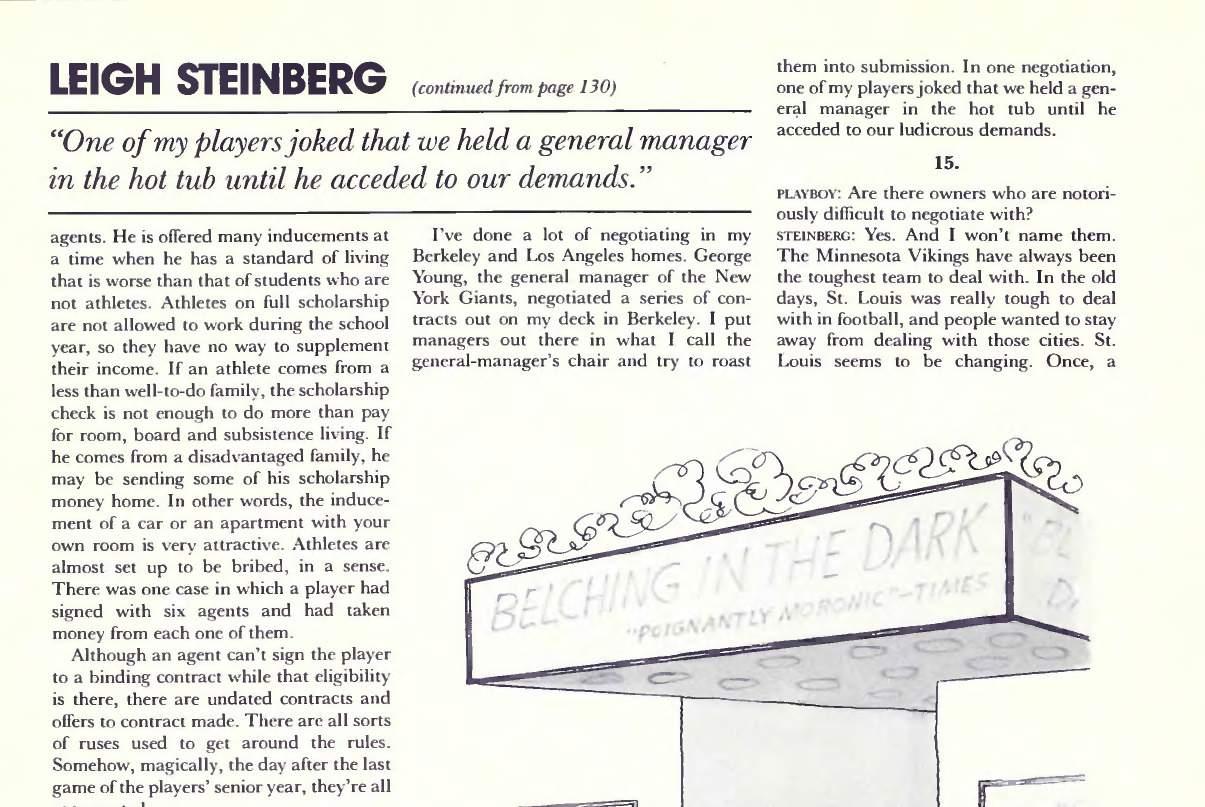 LEIGH STEINBERG (continued from page 130)
“One of my players joked that we held a general manager
in the hot tub until he acceded to our demands.”
agents. He is offered many inducements at
a time when he has a standard of living
that is worse than that of students who are
not athletes. Athletes on full scholarship
are not allowed to work during the school
year, so they have no way to supplement
their income. If an athlete comes from a
less than well-to-do family, the scholarship
check is not enough to do more than pay
for room, board and subsistence living. If
he comes from a disadvantaged family, he
may be sending some of his scholarship
money home. In other words, the induce-
ment of a car or an apartment with your
own room is very attractive. Athletes are
almost set up to be bribed, in a sense.
There was one case in which a player had
signed with six agents and had taken
money from each one of them.
Although an agent can’t sign the player
to a binding contract while that eligibility
is there, there are undated contracts and
offers to contract made. There are all sorts
of ruses used to get around the rules.
Somehow, magically, the day after the last
game of the players’ senior year, they’re all
I’ve done a lot of negotiating in my
Berkeley and Los Angeles homes. George
Young, the general manager of the New
York Giants, negotiated a series of con-
tracts out on my deck in Berkeley. I put
managers out there in what I call the
general-manager’s chair and try to roast
them into submission. In one negotiation,
one of my players joked that we held a gen-
eral manager in the hot tub until he
acceded to our ludicrous demands.
15.
PLAYBOY: Are there owners who are notori-
ously difficult to negotiate with?
STEINBERG: Yes. And I won’t name them.
The Minnesota Vikings have always been
the toughest team to deal with. In the old
days, St. Louis was really tough to deal
with in football, and people wanted to stay
away from dealing with those cities. St.
Louis seems to be changing. Once, a
BELCHING IN THE DARK
"POIGNANTLY MORONIC"–TIMES
"BL
DA